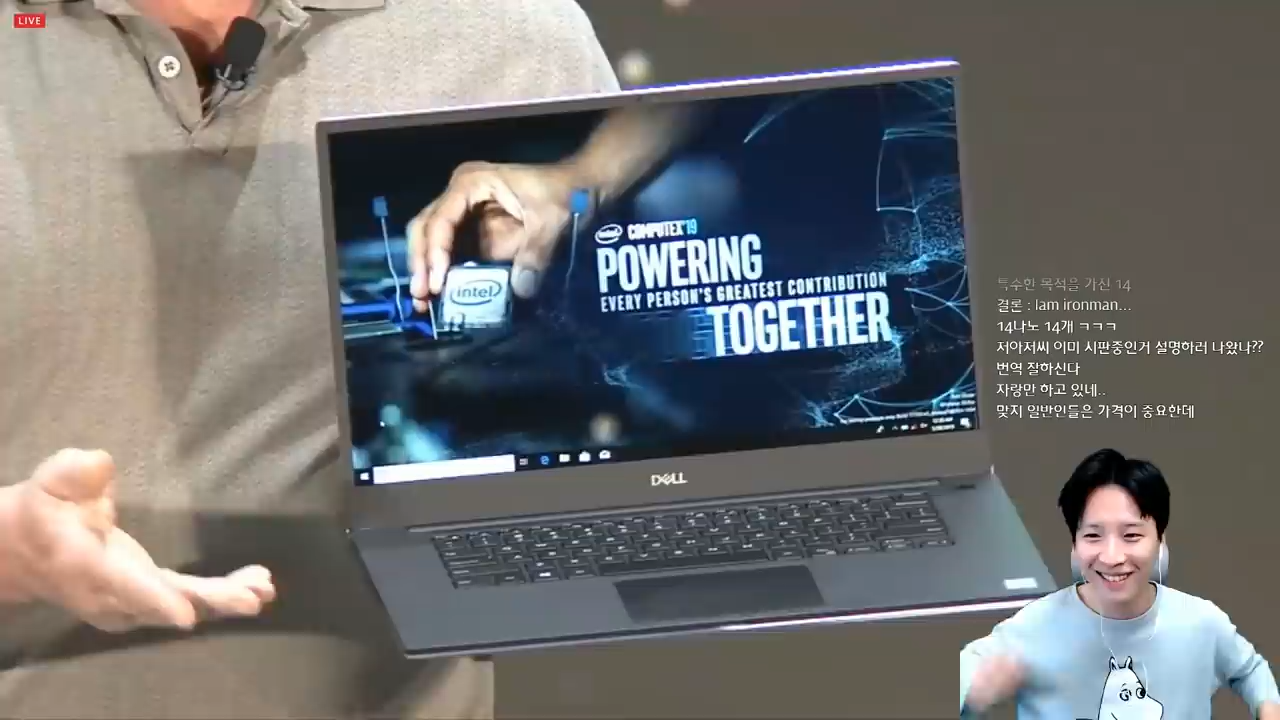 LIVE
intel COMPUTEX'19
POWERING
EVERY PERSON'S GREATEST CONTRIBUTION
TOGETHER
intel
DELL
특수한 목적을 가진 14
결론 : Iam ironman...
14나노 14개 ㅋㅋㅋ
저아저씨 이미 시판중인거 설명하러 나왔나??
번역 잘하신다
자랑만 하고 있네..
맞지 일반인들은 가격이 중요한데